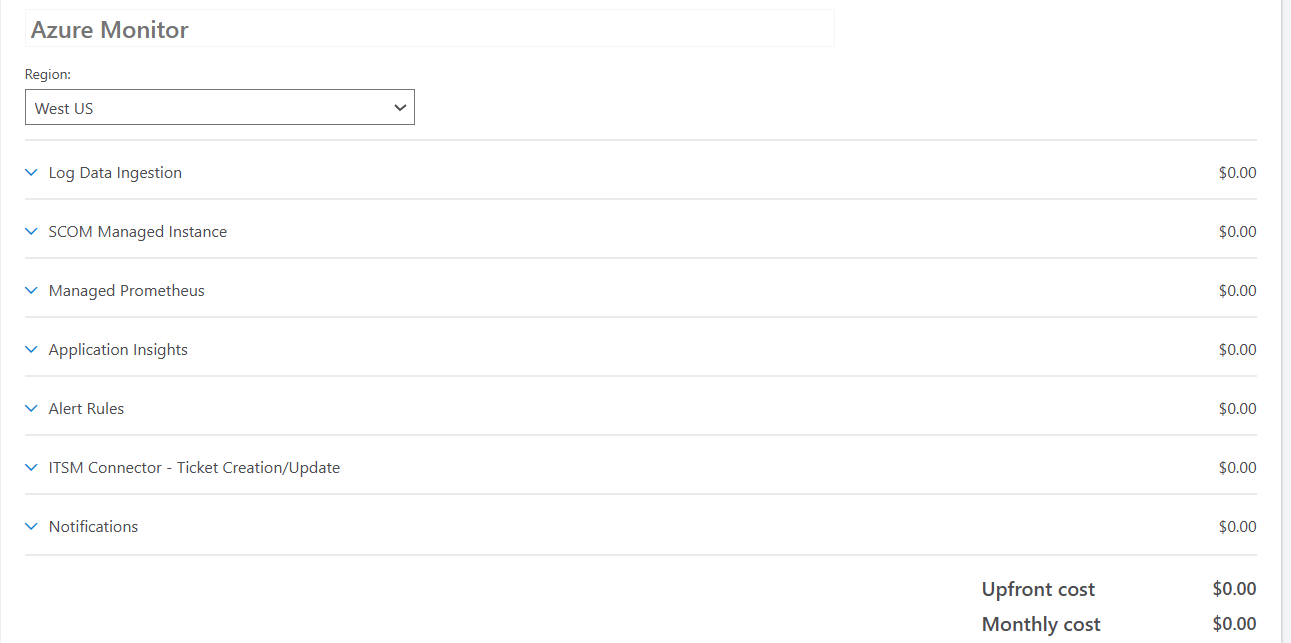 Azure Monitor
Region:
West US
Log Data Ingestion $0.00
SCOM Managed Instance $0.00
Managed Prometheus $0.00
Application Insights $0.00
Alert Rules $0.00
ITSM Connector - Ticket Creation/Update $0.00
Notifications $0.00
Upfront cost $0.00
Monthly cost $0.00